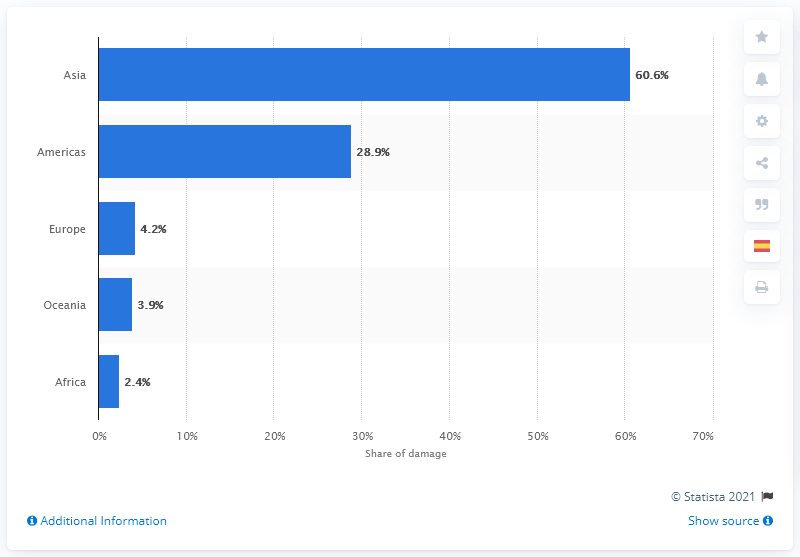 Asia 60.6%
Americas 28.9%
Europe 4.2%
Oceania 3.9%
Africa 2.4%
0% 10% 20% 30% 40% 50% 60% 70%
Share of damage
© Statista 2021
Additional Information Show source